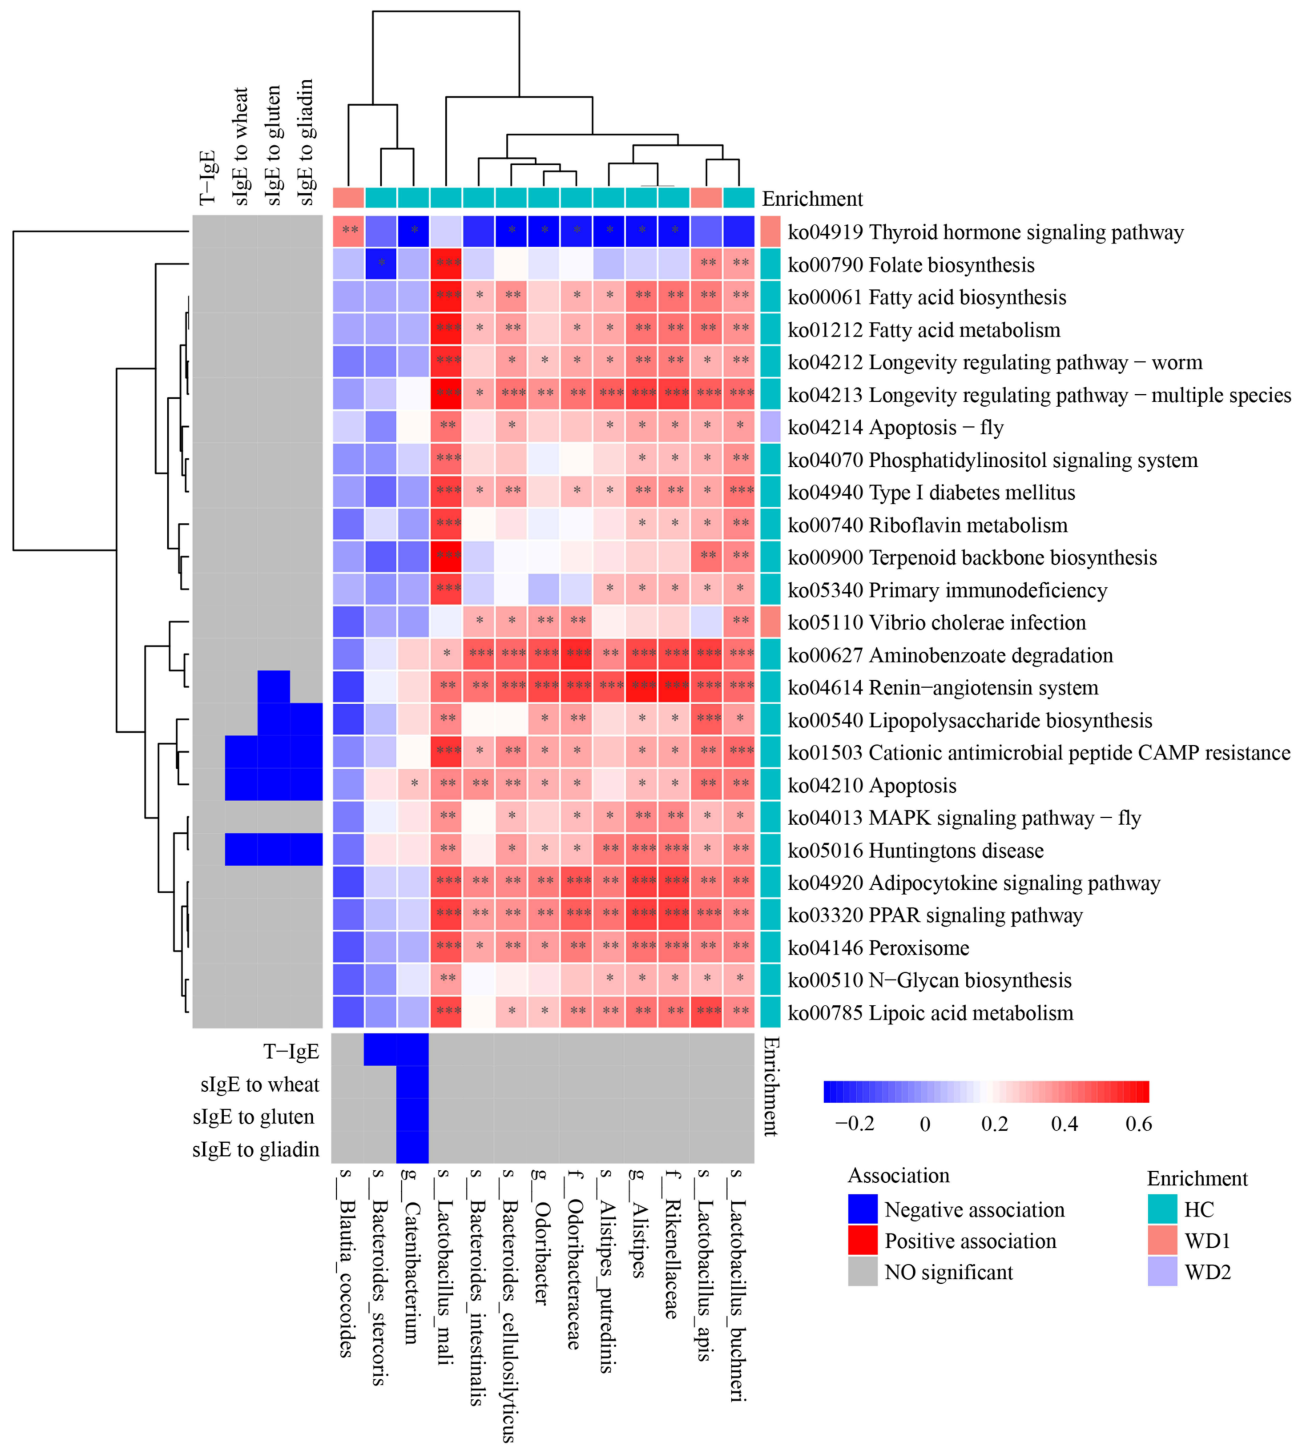 T−IgE
sIgE to wheat
sIgE to gluten
sIgE to gliadin
Enrichment
** * * * * * * * ko04919 Thyroid hormone signaling pathway
* *** ** ** ko00790 Folate biosynthesis
*** * ** * * ** ** ** ** ko00061 Fatty acid biosynthesis
*** * ** * * ** ** ** ** ko01212 Fatty acid metabolism
*** * * * * ** ** * ** ko04212 Longevity regulating pathway − worm
*** * *** ** ** *** *** *** *** *** ko04213 Longevity regulating pathway − multiple species
** * * * * * * ko04214 Apoptosis − fly
*** * * * ** ko04070 Phosphatidylinositol signaling system
*** * ** * * ** ** * *** ko04940 Type I diabetes mellitus
*** * * * ** ko00740 Riboflavin metabolism
*** ** ** ko00900 Terpenoid backbone biosynthesis
*** * * * * * ko05340 Primary immunodeficiency
* * ** ** ** ko05110 Vibrio cholerae infection
* *** *** *** *** ** *** *** *** *** ko00627 Aminobenzoate degradation
** ** *** *** *** *** *** *** *** *** ko04614 Renin−angiotensin system
** * ** * * *** * ko00540 Lipopolysaccharide biosynthesis
*** * ** * * * * ** *** ko01503 Cationic antimicrobial peptide CAMP resistance
* ** ** ** * * * * ** ** ko04210 Apoptosis
** * * * ** ** * * ko04013 MAPK signaling pathway − fly
** * * * ** *** *** * ** ko05016 Huntingtons disease
*** ** ** ** *** ** *** *** ** ** ko04920 Adipocytokine signaling pathway
*** ** ** ** *** ** *** *** *** ** ko03320 PPAR signaling pathway
*** * ** * ** ** *** *** ** ** ko04146 Peroxisome
** * * * * * ko00510 N−Glycan biosynthesis
*** * * ** ** ** ** *** ** ko00785 Lipoic acid metabolism
T−IgE
sIgE to wheat
sIgE to gluten
sIgE to gliadin
Enrichment
s__Blautia_coccoides
s__Bacteroides_stercoris
g__Catenibacterium
s__Lactobacillus_mali
s__Bacteroides_intestinalis
s__Bacteroides_cellulosilyticus
g__Odoribacter
f__Odoribacteraceae
s__Alistipes_putredinis
g__Alistipes
f__Rikenellaceae
s__Lactobacillus_apis
s__Lactobacillus_buchneri
−0.2 0 0.2 0.4 0.6
Association
Negative association
Positive association
NO significant
Enrichment
HC
WD1
WD2